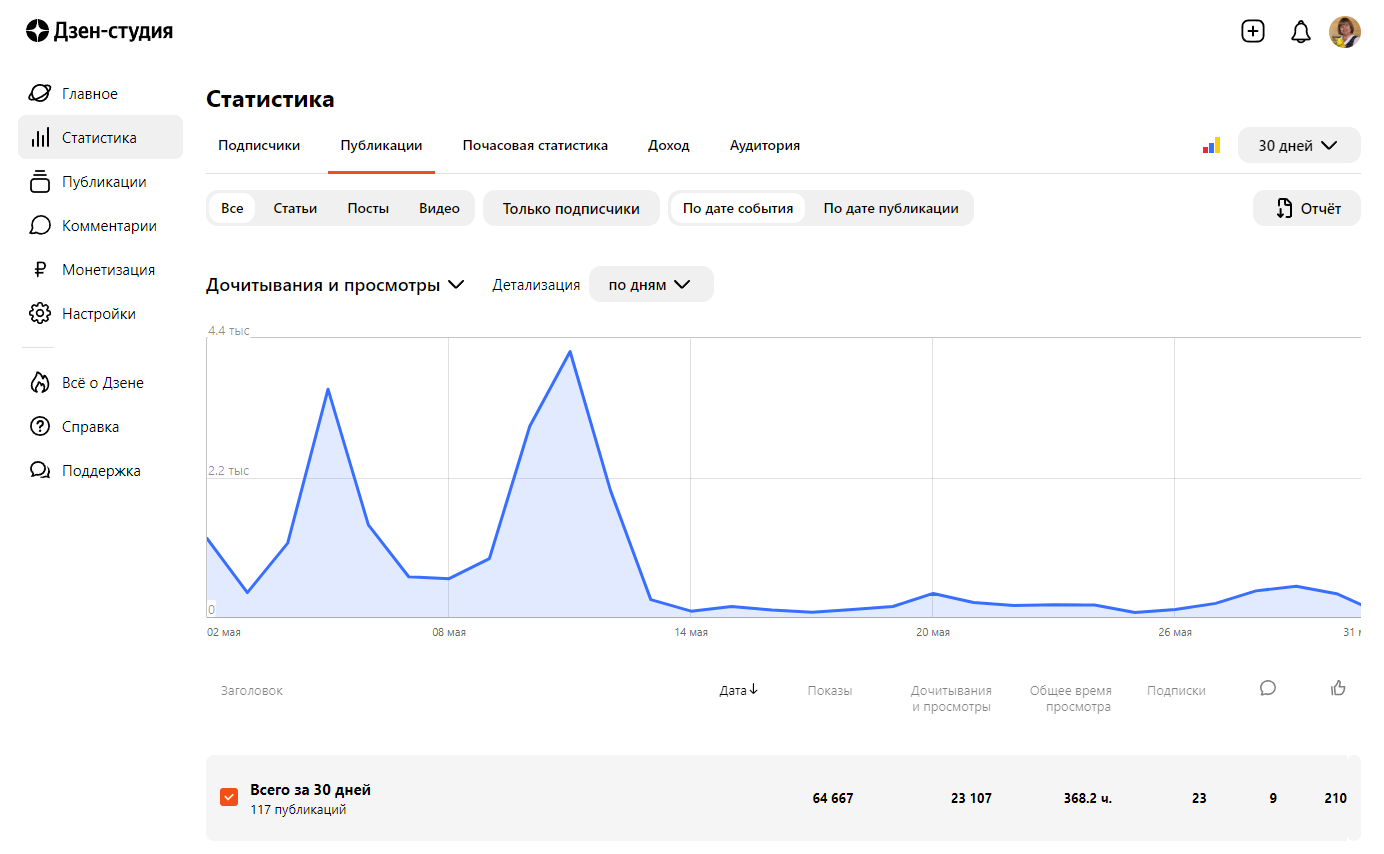 Дзен-студия
Главное
Статистика
Публикации
Комментарии
Монетизация
Настройки
Всё о Дзене
Справка
Поддержка
Статистика
Подписчики Публикации Почасовая статистика Доход Аудитория 30 дней
Все Статьи Посты Видео Только подписчики По дате события По дате публикации Отчёт
Дочитывания и просмотры Детализация по дням
4.4 тыс
2.2 тыс
0
02 мая 08 мая 14 мая 20 мая 26 мая 31
Заголовок Дата Показы Дочитывания и просмотры Общее время просмотра Подписки
Всего за 30 дней 64 667 23 107 368.2 ч. 23 9 210
117 публикаций